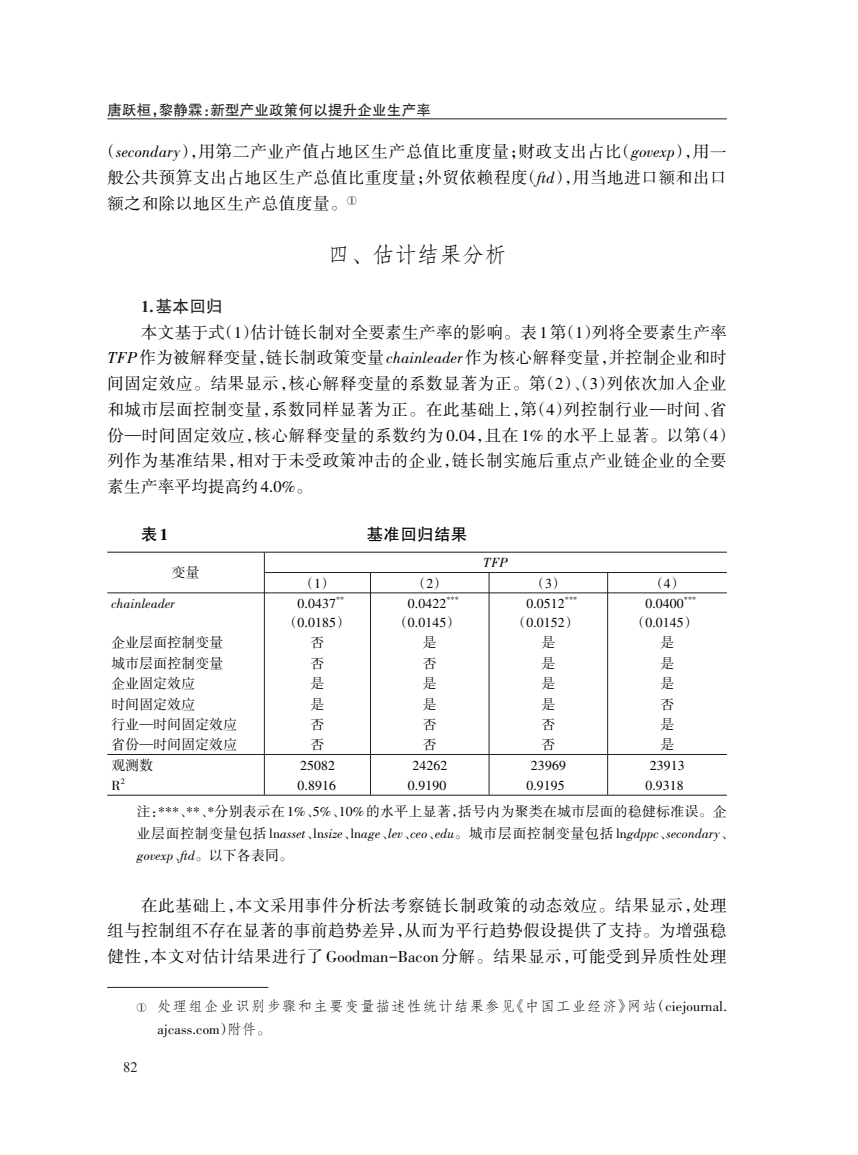 唐跃桓,黎静霖:新型产业政策何以提升企业生产率
(secondary),用第二产业产值占地区生产总值比重度量;财政支出占比(govexp),用一
般公共预算支出占地区生产总值比重度量;外贸依赖程度(ftd),用当地进口额和出口
额之和除以地区生产总值度量。①
四、估计结果分析
1.基本回归
本文基于式(1)估计链长制对全要素生产率的影响。表1第(1)列将全要素生产率
TFP作为被解释变量,链长制政策变量chainleader作为核心解释变量,并控制企业和时
间固定效应。结果显示,核心解释变量的系数显著为正。第(2)、(3)列依次加入企业
和城市层面控制变量,系数同样显著为正。在此基础上,第(4)列控制行业—时间、省
份—时间固定效应,核心解释变量的系数约为0.04,且在1%的水平上显著。以第(4)
列作为基准结果,相对于未受政策冲击的企业,链长制实施后重点产业链企业的全要
素生产率平均提高约4.0%。
表1 基准回归结果
变量 TFP
(1) (2) (3) (4)
chainleader 0.0437** 0.0422*** 0.0512*** 0.0400***
(0.0185) (0.0145) (0.0152) (0.0145)
企业层面控制变量 否 是 是 是
城市层面控制变量 否 否 是 是
企业固定效应 是 是 是 是
时间固定效应 是 是 是 否
行业—时间固定效应 否 否 否 是
省份—时间固定效应 否 否 否 是
观测数 25082 24262 23969 23913
R² 0.8916 0.9190 0.9195 0.9318
注:***、**、*分别表示在1%、5%、10%的水平上显著,括号内为聚类在城市层面的稳健标准误。企
业层面控制变量包括lnasset、lnsize、lnage、lev、ceo、edu。城市层面控制变量包括lngdppc、secondary、
govexp、ftd。以下各表同。
在此基础上,本文采用事件分析法考察链长制政策的动态效应。结果显示,处理
组与控制组不存在显著的事前趋势差异,从而为平行趋势假设提供了支持。为增强稳
健性,本文对估计结果进行了Goodman-Bacon分解。结果显示,可能受到异质性处理
① 处理组企业识别步骤和主要变量描述性统计结果参见《中国工业经济》网站(ciejournal.
ajcass.com)附件。
82